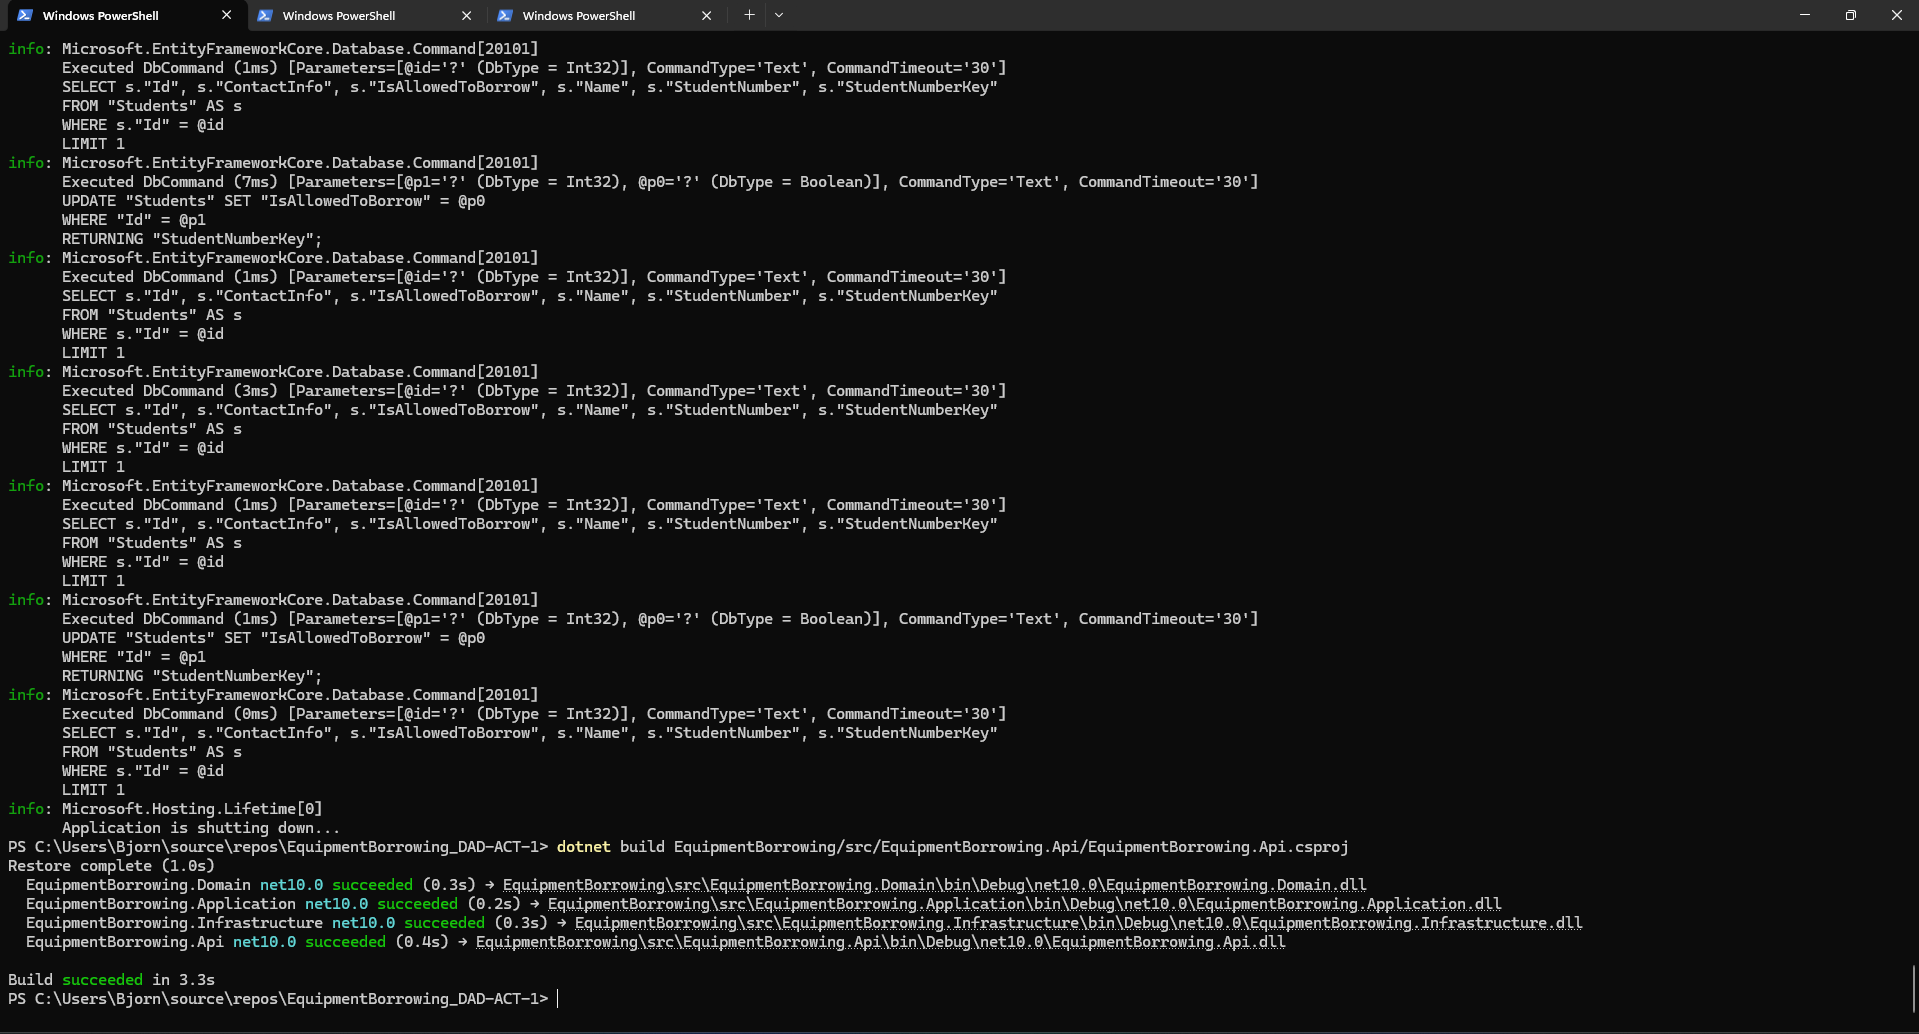 Windows PowerShell
Windows PowerShell
Windows PowerShell
info: Microsoft.EntityFrameworkCore.Database.Command[20101]
      Executed DbCommand (1ms) [Parameters=[@id='?' (DbType = Int32)], CommandType='Text', CommandTimeout='30']
      SELECT s."Id", s."ContactInfo", s."IsAllowedToBorrow", s."Name", s."StudentNumber", s."StudentNumberKey"
      FROM "Students" AS s
      WHERE s."Id" = @id
      LIMIT 1
info: Microsoft.EntityFrameworkCore.Database.Command[20101]
      Executed DbCommand (7ms) [Parameters=[@p1='?' (DbType = Int32), @p0='?' (DbType = Boolean)], CommandType='Text', CommandTimeout='30']
      UPDATE "Students" SET "IsAllowedToBorrow" = @p0
      WHERE "Id" = @p1
      RETURNING "StudentNumberKey";
info: Microsoft.EntityFrameworkCore.Database.Command[20101]
      Executed DbCommand (1ms) [Parameters=[@id='?' (DbType = Int32)], CommandType='Text', CommandTimeout='30']
      SELECT s."Id", s."ContactInfo", s."IsAllowedToBorrow", s."Name", s."StudentNumber", s."StudentNumberKey"
      FROM "Students" AS s
      WHERE s."Id" = @id
      LIMIT 1
info: Microsoft.EntityFrameworkCore.Database.Command[20101]
      Executed DbCommand (3ms) [Parameters=[@id='?' (DbType = Int32)], CommandType='Text', CommandTimeout='30']
      SELECT s."Id", s."ContactInfo", s."IsAllowedToBorrow", s."Name", s."StudentNumber", s."StudentNumberKey"
      FROM "Students" AS s
      WHERE s."Id" = @id
      LIMIT 1
info: Microsoft.EntityFrameworkCore.Database.Command[20101]
      Executed DbCommand (1ms) [Parameters=[@id='?' (DbType = Int32)], CommandType='Text', CommandTimeout='30']
      SELECT s."Id", s."ContactInfo", s."IsAllowedToBorrow", s."Name", s."StudentNumber", s."StudentNumberKey"
      FROM "Students" AS s
      WHERE s."Id" = @id
      LIMIT 1
info: Microsoft.EntityFrameworkCore.Database.Command[20101]
      Executed DbCommand (1ms) [Parameters=[@p1='?' (DbType = Int32), @p0='?' (DbType = Boolean)], CommandType='Text', CommandTimeout='30']
      UPDATE "Students" SET "IsAllowedToBorrow" = @p0
      WHERE "Id" = @p1
      RETURNING "StudentNumberKey";
info: Microsoft.EntityFrameworkCore.Database.Command[20101]
      Executed DbCommand (0ms) [Parameters=[@id='?' (DbType = Int32)], CommandType='Text', CommandTimeout='30']
      SELECT s."Id", s."ContactInfo", s."IsAllowedToBorrow", s."Name", s."StudentNumber", s."StudentNumberKey"
      FROM "Students" AS s
      WHERE s."Id" = @id
      LIMIT 1
info: Microsoft.Hosting.Lifetime[0]
      Application is shutting down...
PS C:\Users\Bjorn\source\repos\EquipmentBorrowing_DAD-ACT-1> dotnet build EquipmentBorrowing/src/EquipmentBorrowing.Api/EquipmentBorrowing.Api.csproj
Restore complete (1.0s)
  EquipmentBorrowing.Domain net10.0 succeeded (0.3s) → EquipmentBorrowing\src\EquipmentBorrowing.Domain\bin\Debug\net10.0\EquipmentBorrowing.Domain.dll
  EquipmentBorrowing.Application net10.0 succeeded (0.2s) → EquipmentBorrowing\src\EquipmentBorrowing.Application\bin\Debug\net10.0\EquipmentBorrowing.Application.dll
  EquipmentBorrowing.Infrastructure net10.0 succeeded (0.3s) → EquipmentBorrowing\src\EquipmentBorrowing.Infrastructure\bin\Debug\net10.0\EquipmentBorrowing.Infrastructure.dll
  EquipmentBorrowing.Api net10.0 succeeded (0.4s) → EquipmentBorrowing\src\EquipmentBorrowing.Api\bin\Debug\net10.0\EquipmentBorrowing.Api.dll

Build succeeded in 3.3s
PS C:\Users\Bjorn\source\repos\EquipmentBorrowing_DAD-ACT-1>